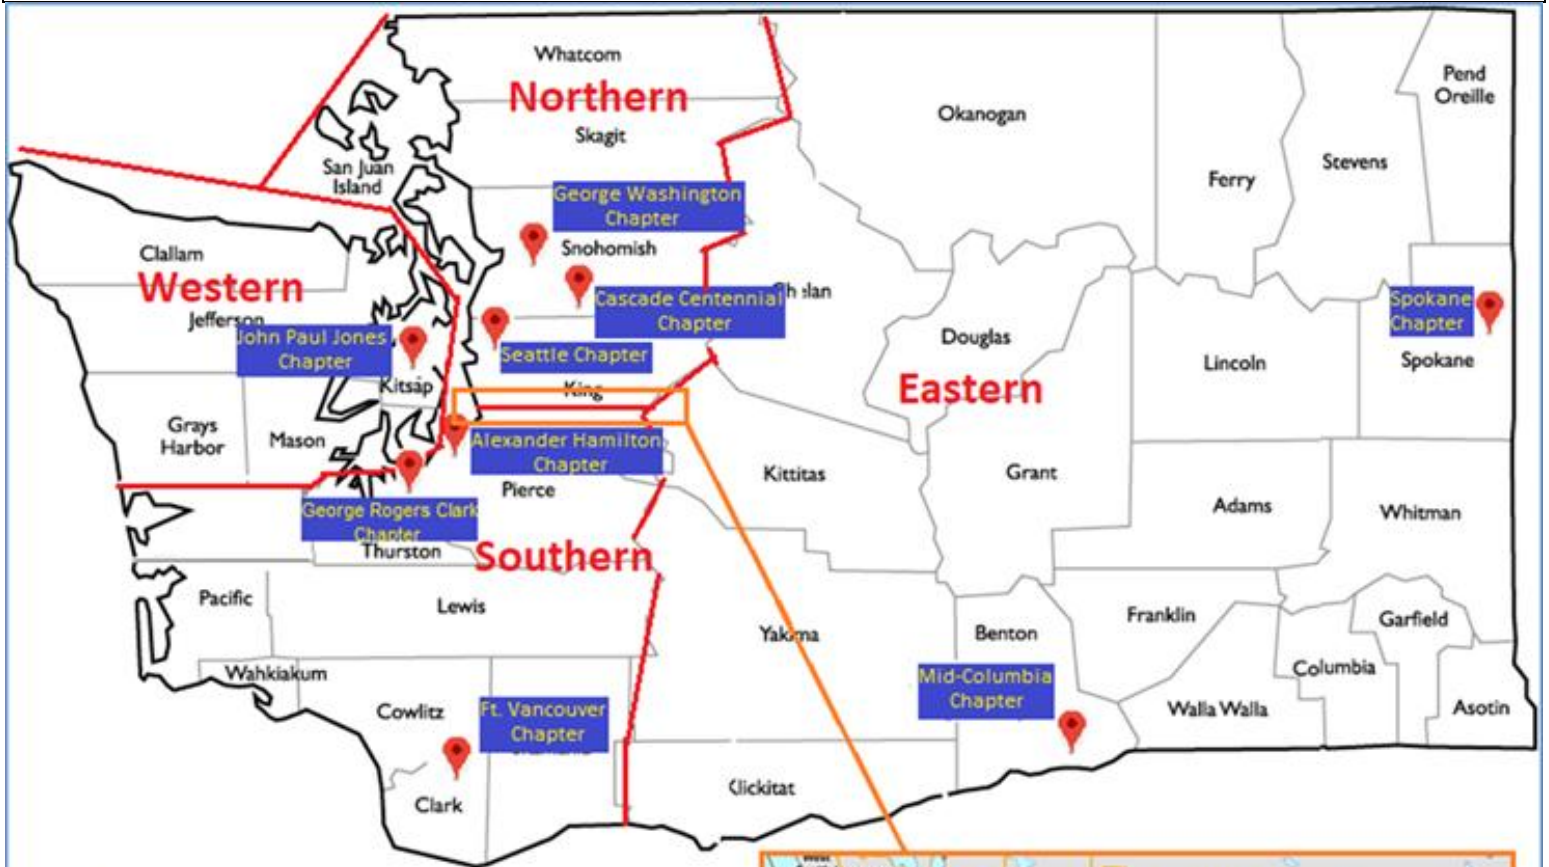 Whatcom
Northern
Skagit
San Juan
Island
Okanogan
Pend
Oreille
Stevens
Ferry
George Washington
Chapter
Snohomish
Clallam
Western
Jefferson
Cascade Centennial
Chapter
John Paul Jones
Chapter
Seattle Chapter
Kitsap
King
Douglas
Eastern
Lincoln
Spokane
Chapter
Spokane
Grays
Harbor
Mason
Alexander Hamilton
Chapter
Pierce
Kittitas
Grant
Adams
Whitman
George Rogers Clark
Chapter
Thurston
Southern
Pacific
Lewis
Yakima
Benton
Franklin
Garfield
Wahkiakum
Columbia
Mid-Columbia
Chapter
Cowlitz
Ft. Vancouver
Chapter
Walla Walla
Asotin
Clark